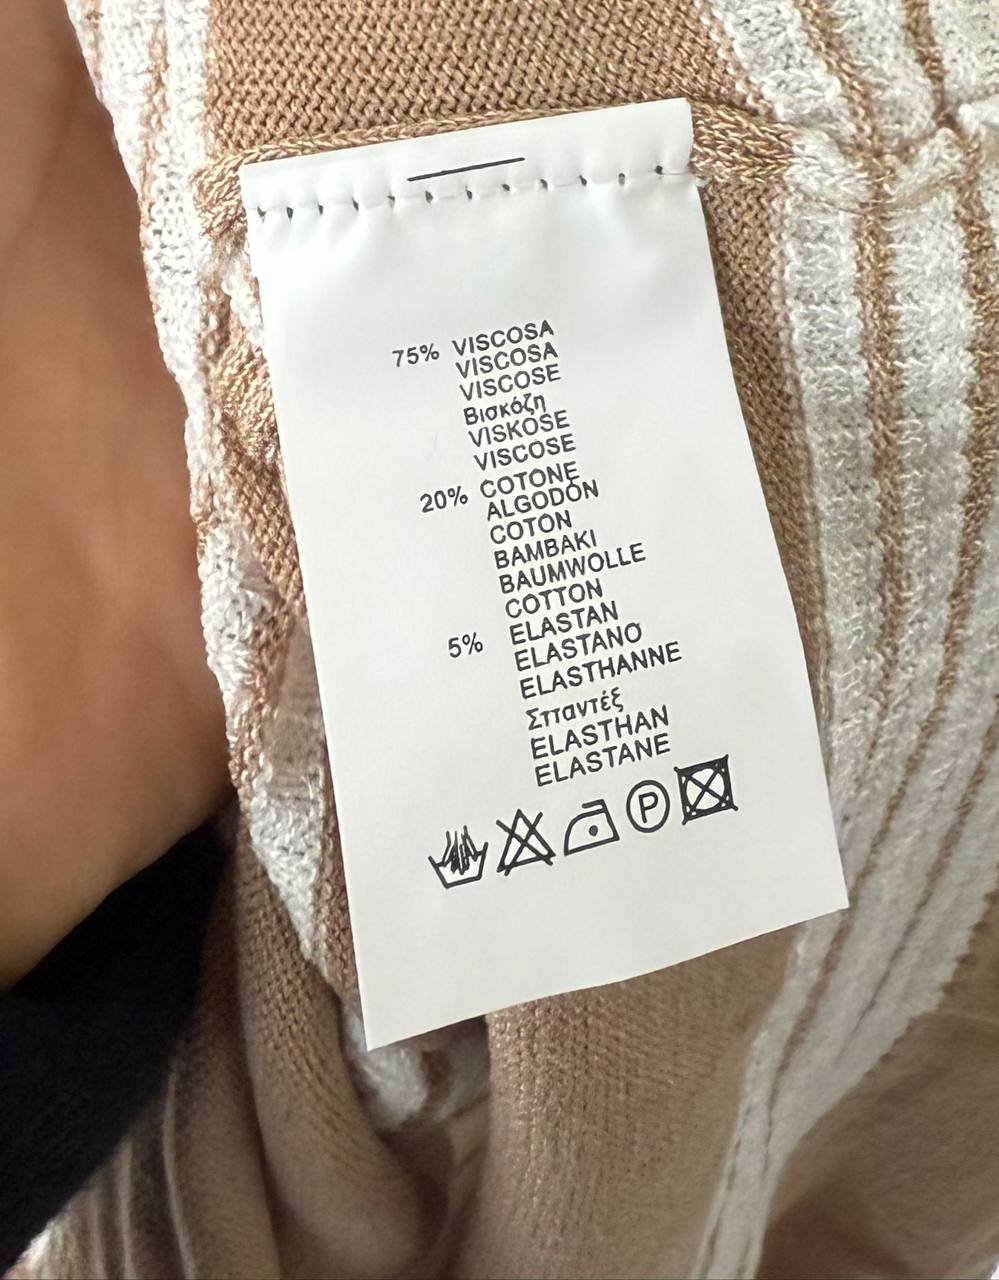 75% VISCOSA
VISCOSA
VISCOSE
Βισκόζη
VISKOSE
VISCOSE
20% COTONE
ALGODÓN
COTON
BAMBAKI
BAUMWOLLE
COTTON
5% ELASTAN
ELASTANO
ELASTHANNE
Σπαντέξ
ELASTHAN
ELASTANE
P